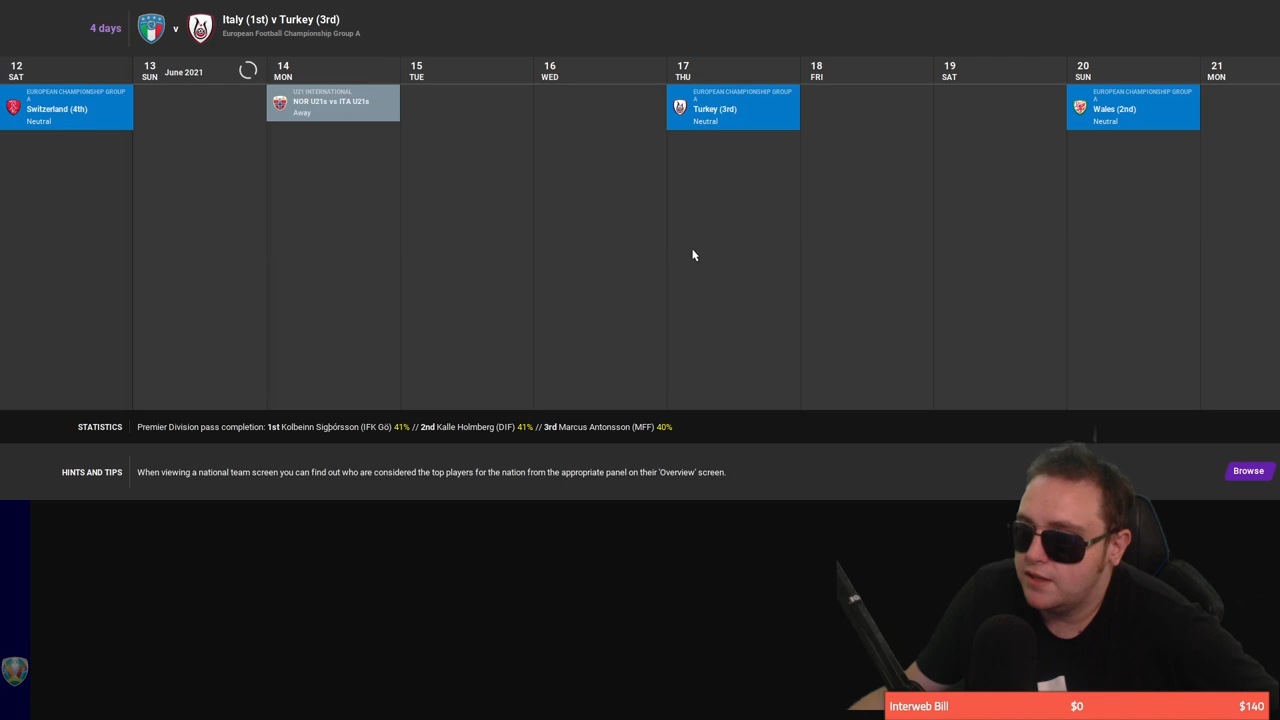 4 days
v
Italy (1st) v Turkey (3rd)
European Football Championship Group A
12
SAT
13
SUN June 2021
14
MON
15
TUE
16
WED
17
THU
18
FRI
19
SAT
20
SUN
21
MON
EUROPEAN CHAMPIONSHIP GROUP
A
Switzerland (4th)
Neutral
U21 INTERNATIONAL
NOR U21s vs ITA U21s
Away
EUROPEAN CHAMPIONSHIP GROUP
A
Turkey (3rd)
Neutral
EUROPEAN CHAMPIONSHIP GROUP
A
Wales (2nd)
Neutral
STATISTICS
Premier Division pass completion: 1st Kolbeinn Sigþórsson (IFK Gö) 41% // 2nd Kalle Holmberg (DIF) 41% // 3rd Marcus Antonsson (MFF) 40%
HINTS AND TIPS
When viewing a national team screen you can find out who are considered the top players for the nation from the appropriate panel on their 'Overview' screen.
Browse
Interweb Bill $0 $140